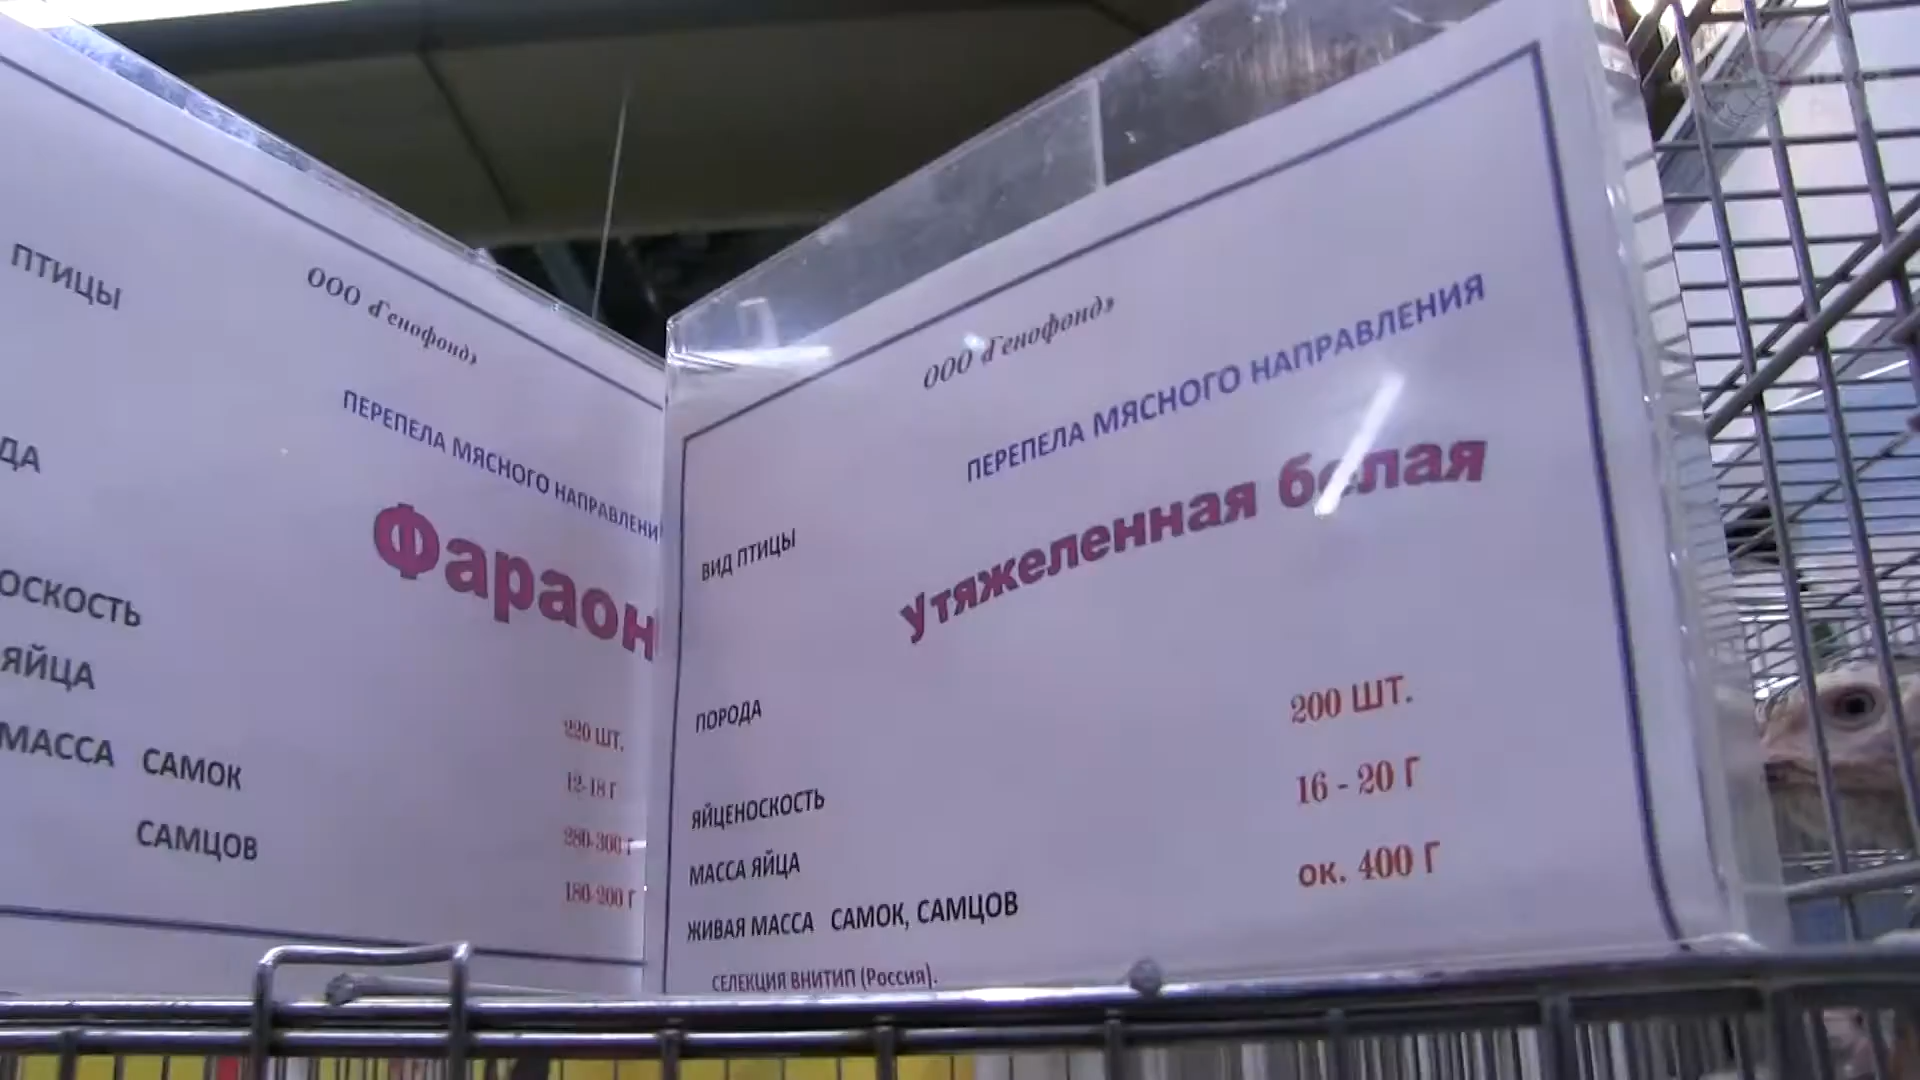 ООО «Генофонд»
ПТИЦЫ
ПЕРЕПЕЛА МЯСНОГО НАПРАВЛЕНИ
ДА
Фараон
ОСКОСТЬ
220 ШТ.
ЯЙЦА
12-18 Г
МАССА САМОК
280-300 Г
САМЦОВ
180-200 Г
ООО «Генофонд»
ВИД ПТИЦЫ
ПЕРЕПЕЛА МЯСНОГО НАПРАВЛЕНИЯ
ПОРОДА
Утяжеленная белая
ЯЙЦЕНОСКОСТЬ
200 ШТ.
МАССА ЯЙЦА
16 - 20 Г
ЖИВАЯ МАССА САМОК, САМЦОВ
ок. 400 Г
СЕЛЕКЦИЯ ВНИТИП (Россия).